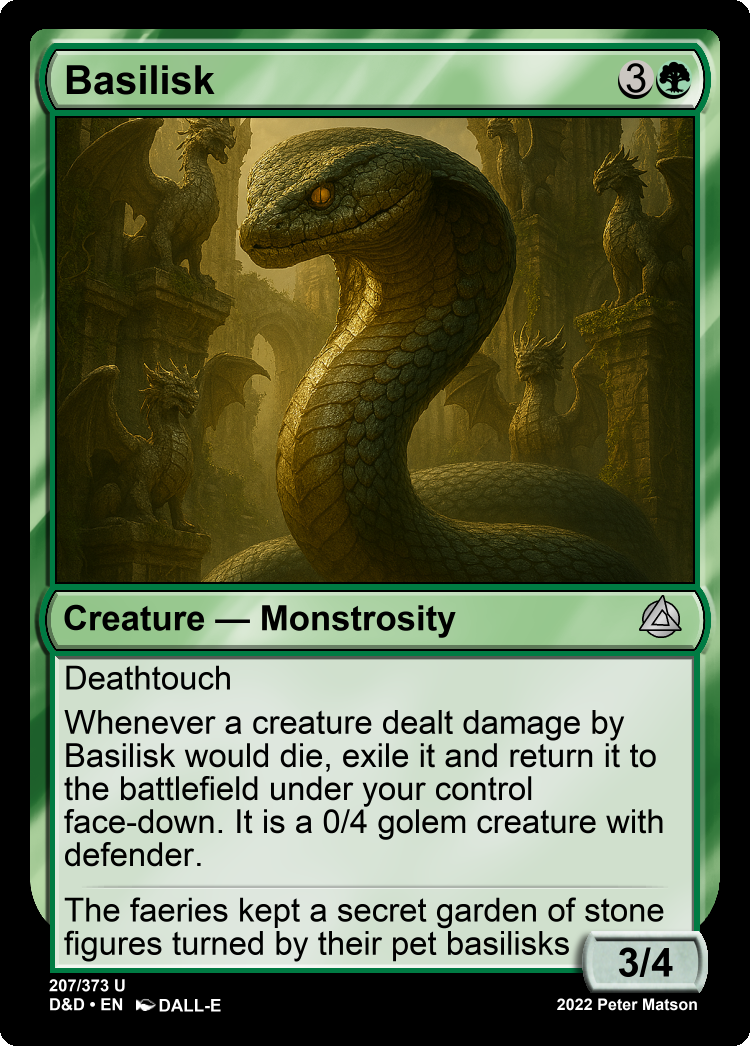 Basilisk 3
Creature — Monstrosity
Deathtouch
Whenever a creature dealt damage by
Basilisk would die, exile it and return it to
the battlefield under your control
face-down. It is a 0/4 golem creature with
defender.
The faeries kept a secret garden of stone
figures turned by their pet basilisks
3/4
207/373 U
D&D • EN DALL-E
2022 Peter Matson